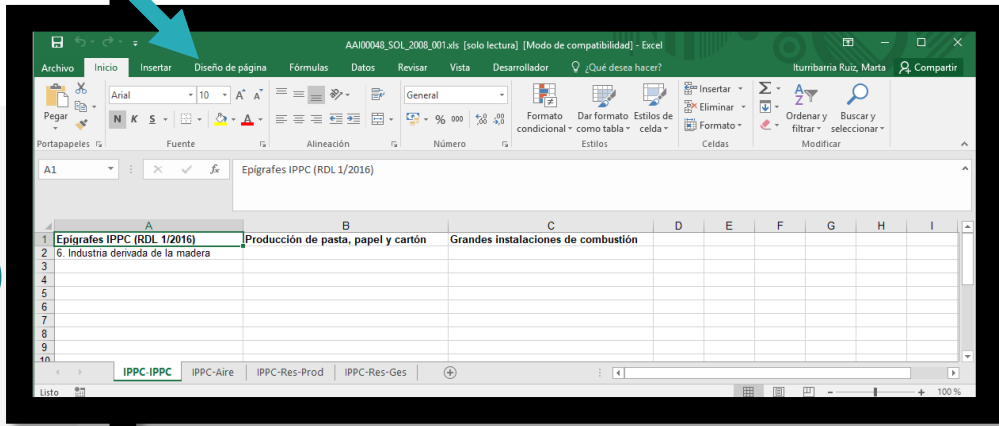 AAI00048_SOL_2008_001.xls [solo lectura] [Modo de compatibilidad] - Excel
Archivo Inicio Insertar Diseño de página Fórmulas Datos Revisar Vista Desarrollador ¿Qué desea hacer? Iturribarria Ruiz, Marta Compartir
Pegar
Arial 10 A A
N K S A
General
% 000
Formato condicional
Dar formato como tabla
Estilos de celda
Insertar
Eliminar
Formato
Ordenar y filtrar
Buscar y seleccionar
Portapapeles Fuente Alineación Número Estilos Celdas Modificar
A1 fx Epígrafes IPPC (RDL 1/2016)
A B C D E F G H I
1 Epígrafes IPPC (RDL 1/2016) Producción de pasta, papel y cartón Grandes instalaciones de combustión
2 6. Industria derivada de la madera
3
4
5
6
7
8
9
10
IPPC-IPPC IPPC-Aire IPPC-Res-Prod IPPC-Res-Ges
Listo 100 %